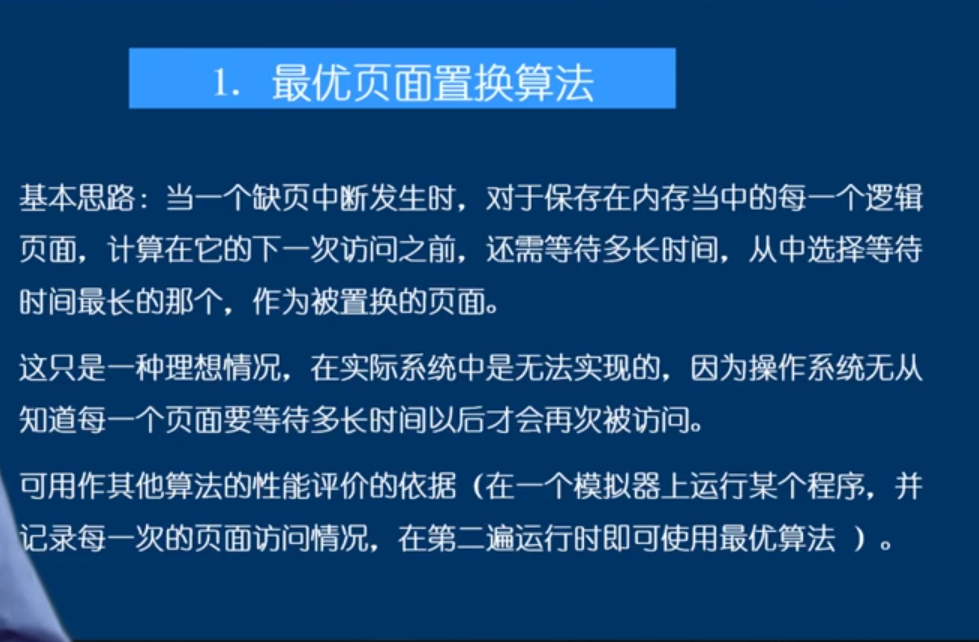 1. 最优页面置换算法
基本思路：当一个缺页中断发生时，对于保存在内存当中的每一个逻辑
页面，计算在它的下一次访问之前，还需等待多长时间，从中选择等待
时间最长的那个，作为被置换的页面。
这只是一种理想情况，在实际系统中是无法实现的，因为操作系统无从
知道每一个页面要等待多长时间以后才会再次被访问。
可用作其他算法的性能评价的依据（在一个模拟器上运行某个程序，并
记录每一次的页面访问情况，在第二遍运行时即可使用最优算法 ）。